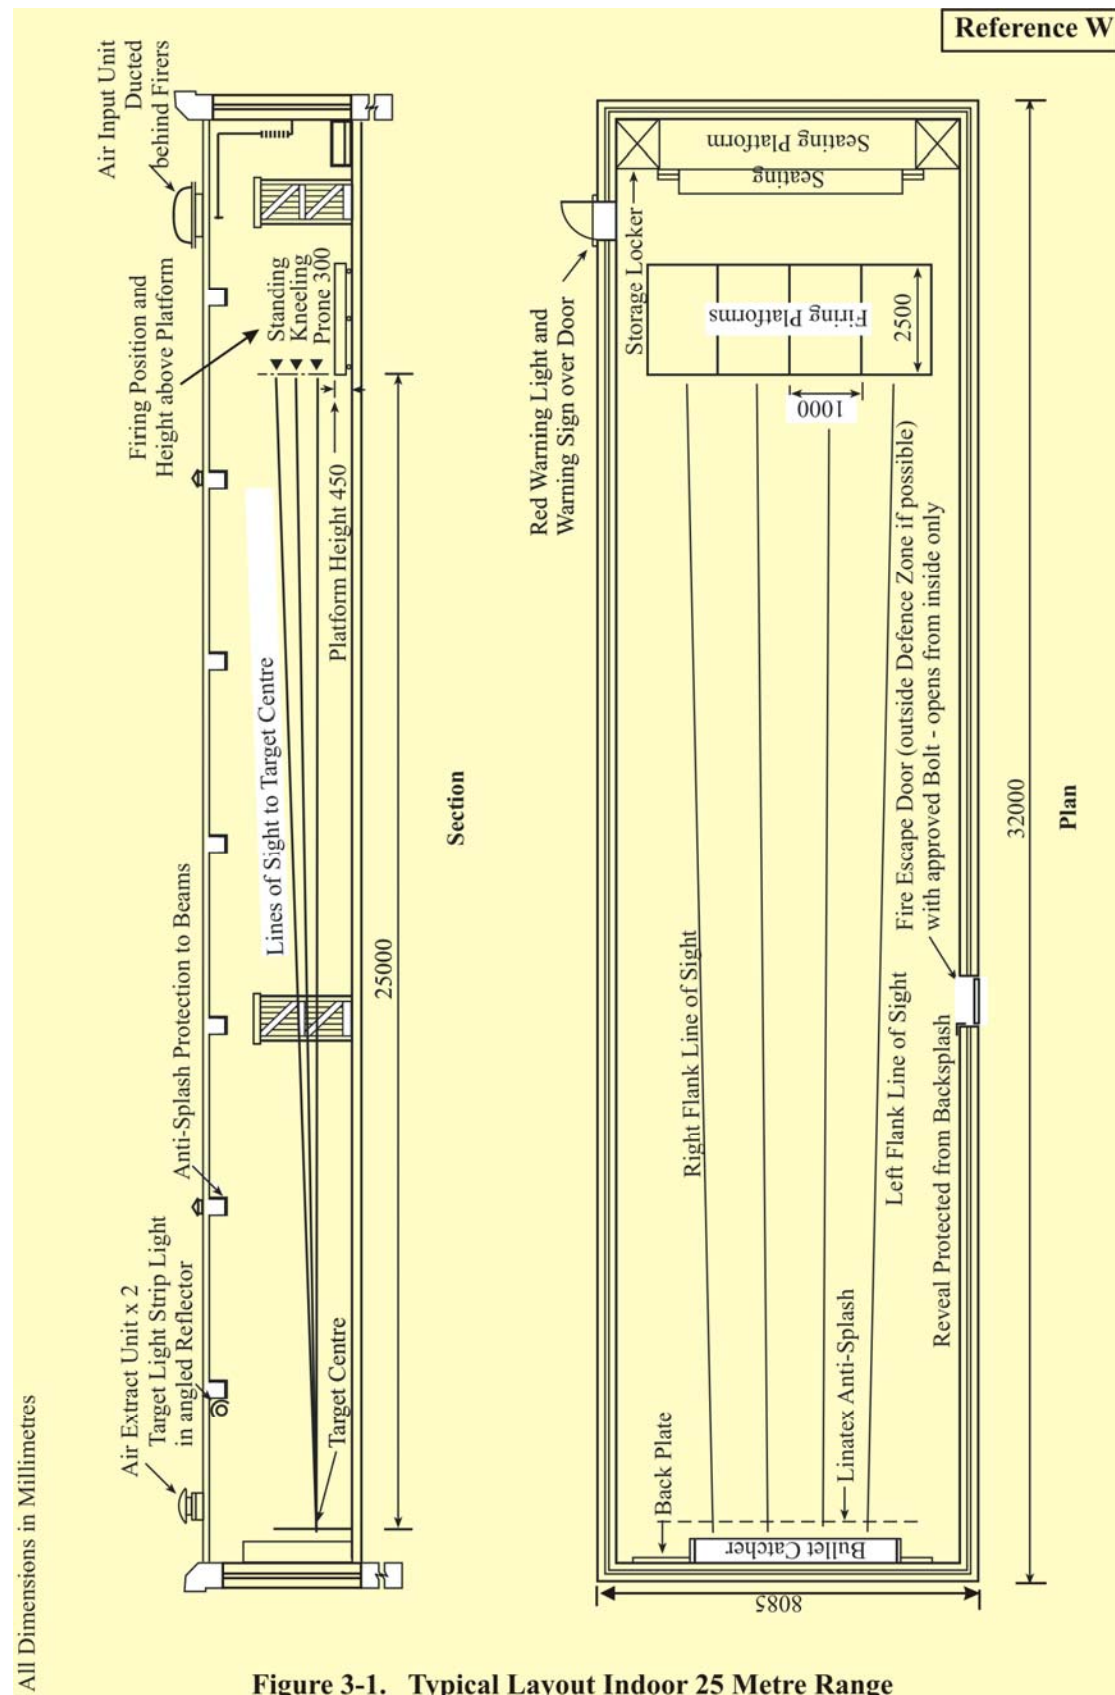 Reference W
All Dimensions in Millimetres
Air Input Unit
Ducted
behind Firers
Firing Position and
Height above Platform
Standing
Kneeling
Prone 300
Platform Height 450
Lines of Sight to Target Centre
Anti-Splash Protection to Beams
Air Extract Unit x 2
Target Light Strip Light
in angled Reflector
Target Centre
25000
Section
Seating Platform
Seating
Storage Locker
Red Warning Light and
Warning Sign over Door
Firing Platforms
2500
1000
Fire Escape Door (outside Defence Zone if possible)
with approved Bolt - opens from inside only
Right Flank Line of Sight
Left Flank Line of Sight
Reveal Protected from Backsplash
Linatex Anti-Splash
Back Plate
Bullet Catcher
8085
32000
Plan
Figure 3-1. Typical Layout Indoor 25 Metre Range